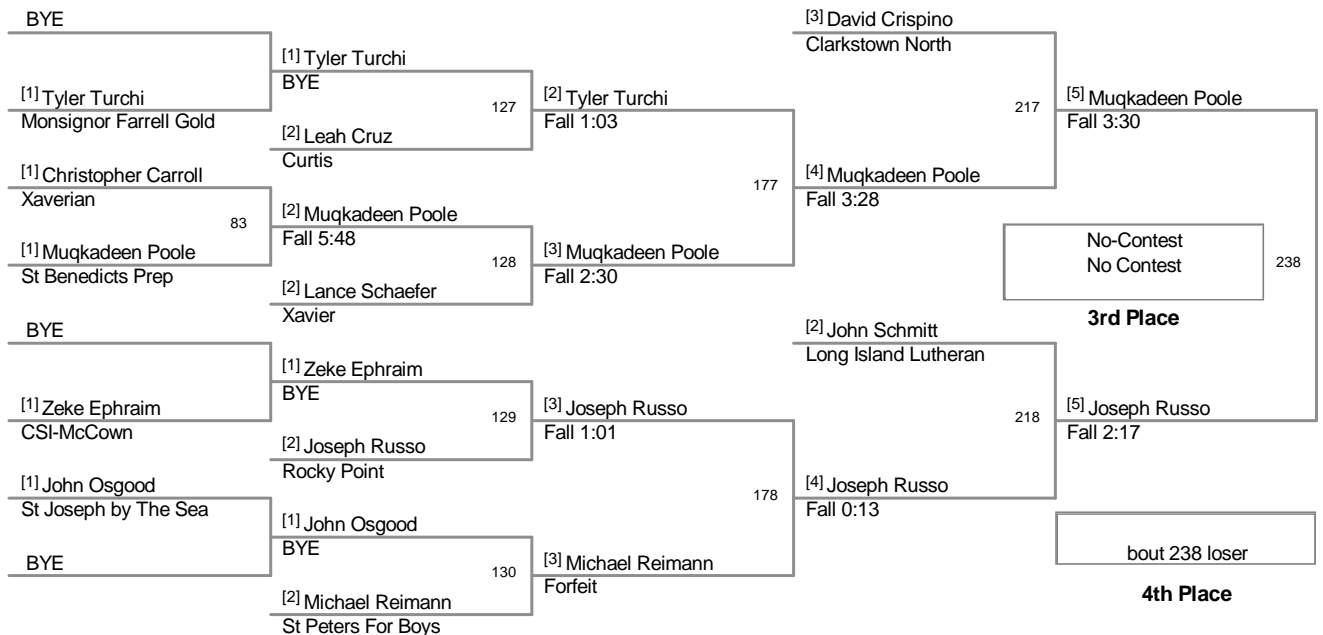 BYE
[1] Tyler Turchi
Monsignor Farrell Gold
[1] Christopher Carroll
Xaverian
83
[1] Muqkadeen Poole
St Benedicts Prep
BYE
[1] Zeke Ephraim
CSI-McCown
[1] John Osgood
St Joseph by The Sea
BYE
[1] Tyler Turchi
BYE
127
[2] Leah Cruz
Curtis
[2] Muqkadeen Poole
Fall 5:48
128
[2] Lance Schaefer
Xavier
[1] Zeke Ephraim
BYE
129
[2] Joseph Russo
Rocky Point
[1] John Osgood
BYE
130
[2] Michael Reimann
St Peters For Boys
[2] Tyler Turchi
Fall 1:03
177
[3] Muqkadeen Poole
Fall 2:30
[3] Joseph Russo
Fall 1:01
178
[3] Michael Reimann
Forfeit
[3] David Crispino
Clarkstown North
217
[4] Muqkadeen Poole
Fall 3:28
[2] John Schmitt
Long Island Lutheran
218
[4] Joseph Russo
Fall 0:13
[5] Muqkadeen Poole
Fall 3:30
No-Contest
No Contest
238
3rd Place
[5] Joseph Russo
Fall 2:17
bout 238 loser
4th Place